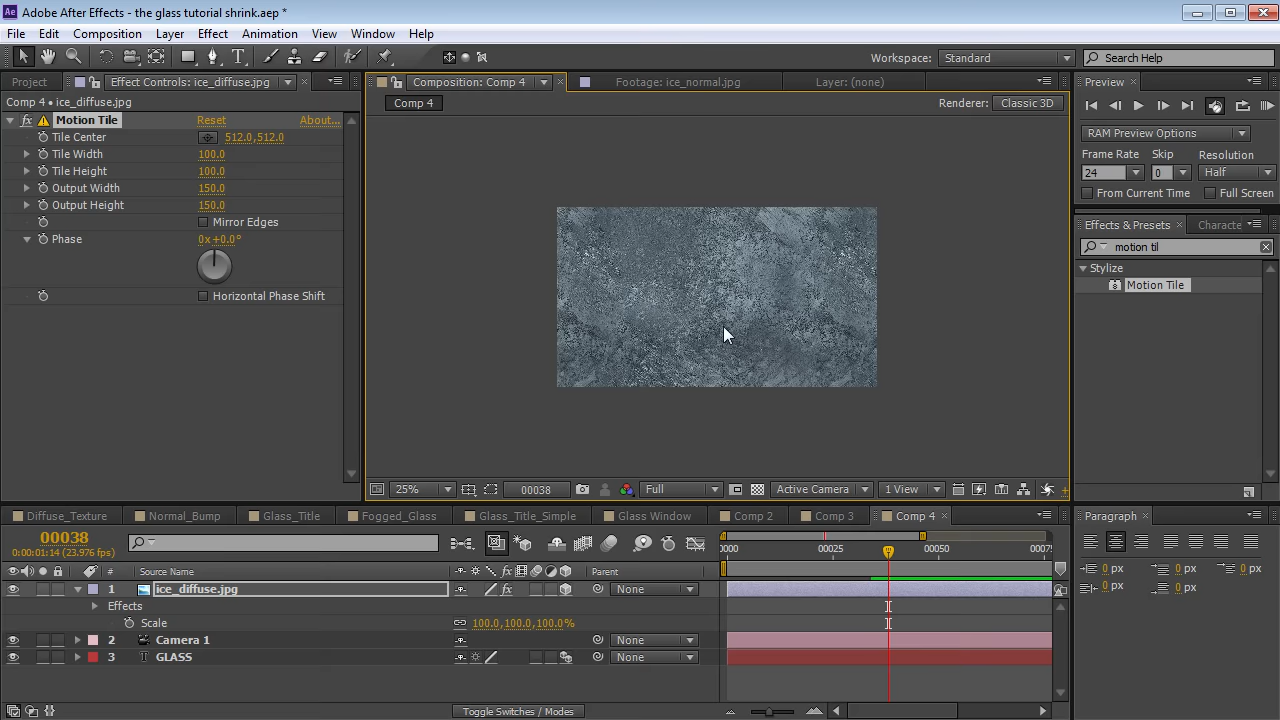 Ae Adobe After Effects - the glass tutorial shrink.aep *
File Edit Composition Layer Effect Animation View Window Help
Workspace: Standard Search Help
Project Effect Controls: ice_diffuse.jpg Composition: Comp 4 Footage: ice_normal.jpg Layer: (none) Preview
Comp 4 • ice_diffuse.jpg
Comp 4 Renderer: Classic 3D
fx Motion Tile Reset About...
Tile Center 512.0,512.0
Tile Width 100.0
Tile Height 100.0
Output Width 150.0
Output Height 150.0
Mirror Edges
Phase 0x+0.0°
Horizontal Phase Shift
RAM Preview Options
Frame Rate Skip Resolution
24 0 Half
From Current Time Full Screen
Effects & Presets Characte
motion til
Stylize
Motion Tile
25% 00038 Full Active Camera 1 View
Diffuse_Texture Normal_Bump Glass_Title Fogged_Glass Glass_Title_Simple Glass Window Comp 2 Comp 3 Comp 4
00038
0:00:01:14 (23.976 fps)
0000 00025 00050 0007
# Source Name fx Parent
1 ice_diffuse.jpg fx None
Effects
Scale 100.0,100.0,100.0%
2 Camera 1 None
3 T GLASS None
Toggle Switches / Modes
Paragraph
0 px 0 px 0 px
0 px 0 px